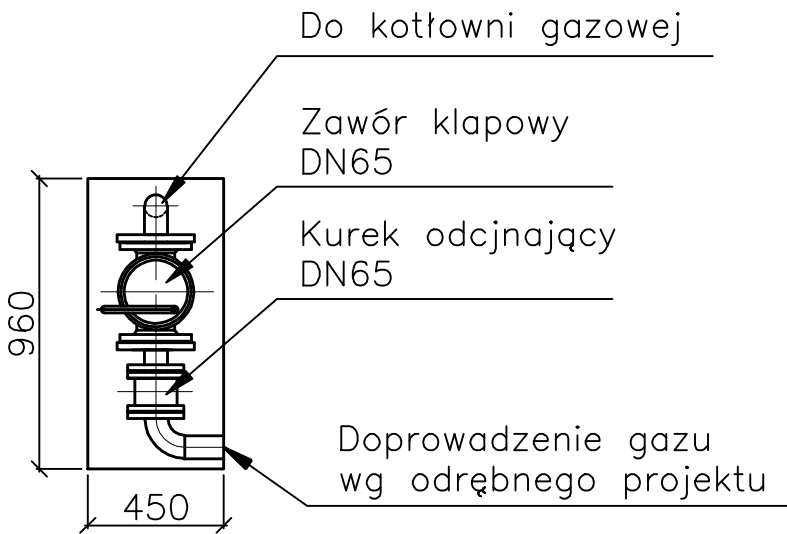 Do kotłowni gazowej
Zawór klapowy
DN65
Kurek odcjnający
DN65
960
Doprowadzenie gazu
wg odrębnego projektu
450